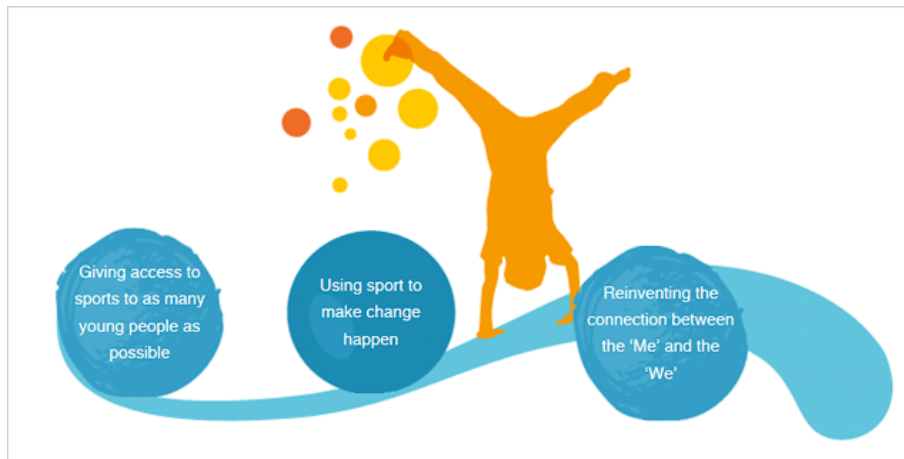 Giving access to
sports to as many
young people as
possible
Using sport to
make change
happen
Reinventing the
connection between
the 'Me' and the
‘We’